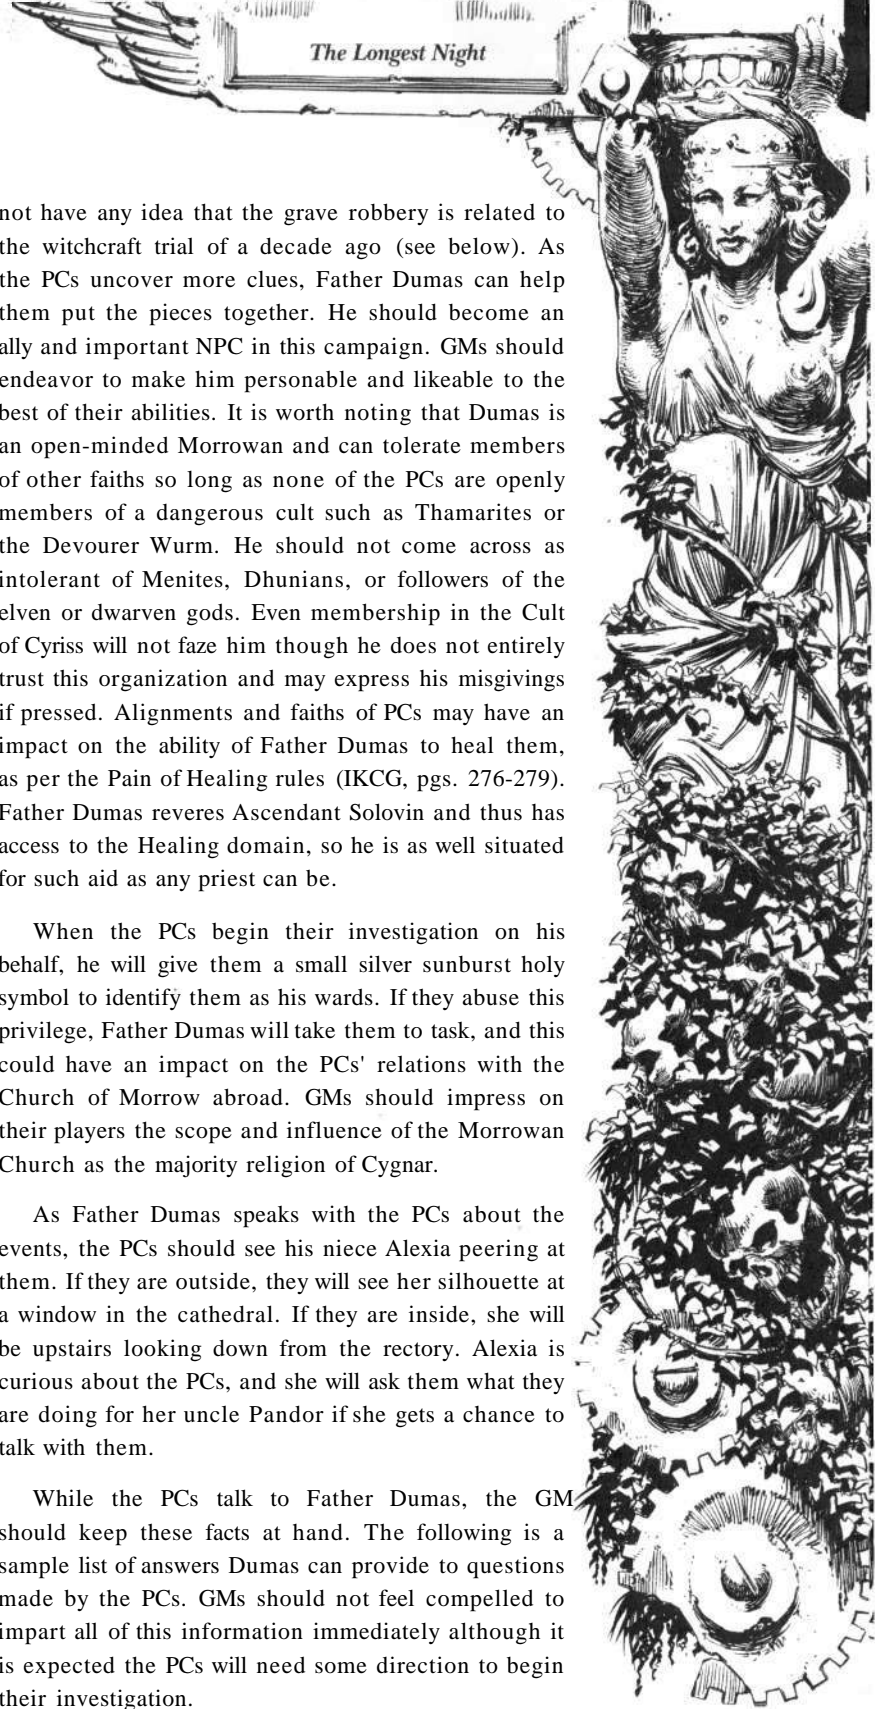 The Longest Night
not have any idea that the grave robbery is related to
the witchcraft trial of a decade ago (see below). As
the PCs uncover more clues, Father Dumas can help
them put the pieces together. He should become an
ally and important NPC in this campaign. GMs should
endeavor to make him personable and likeable to the
best of their abilities. It is worth noting that Dumas is
an open-minded Morrowan and can tolerate members
of other faiths so long as none of the PCs are openly
members of a dangerous cult such as Thamarites or
the Devourer Wurm. He should not come across as
intolerant of Menites, Dhunians, or followers of the
elven or dwarven gods. Even membership in the Cult
of Cyriss will not faze him though he does not entirely
trust this organization and may express his misgivings
if pressed. Alignments and faiths of PCs may have an
impact on the ability of Father Dumas to heal them,
as per the Pain of Healing rules (IKCG, pgs. 276-279).
Father Dumas reveres Ascendant Solovin and thus has
access to the Healing domain, so he is as well situated
for such aid as any priest can be.
When the PCs begin their investigation on his
behalf, he will give them a small silver sunburst holy
symbol to identify them as his wards. If they abuse this
privilege, Father Dumas will take them to task, and this
could have an impact on the PCs' relations with the
Church of Morrow abroad. GMs should impress on
their players the scope and influence of the Morrowan
Church as the majority religion of Cygnar.
As Father Dumas speaks with the PCs about the
events, the PCs should see his niece Alexia peering at
them. If they are outside, they will see her silhouette at
a window in the cathedral. If they are inside, she will
be upstairs looking down from the rectory. Alexia is
curious about the PCs, and she will ask them what they
are doing for her uncle Pandor if she gets a chance to
talk with them.
While the PCs talk to Father Dumas, the GM
should keep these facts at hand. The following is a
sample list of answers Dumas can provide to questions
made by the PCs. GMs should not feel compelled to
impart all of this information immediately although it
is expected the PCs will need some direction to begin
their investigation.